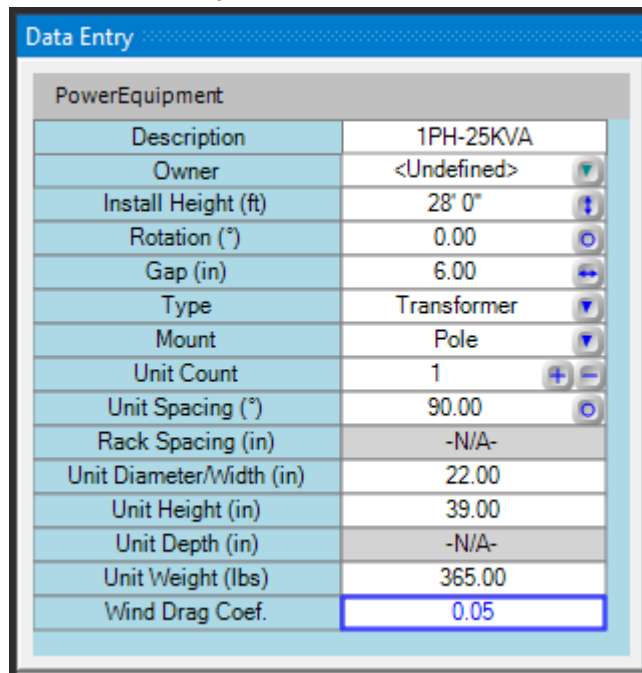 Data Entry
PowerEquipment
Description 1PH-25KVA
Owner <Undefined>
Install Height (ft) 28' 0"
Rotation (°) 0.00
Gap (in) 6.00
Type Transformer
Mount Pole
Unit Count 1
Unit Spacing (°) 90.00
Rack Spacing (in) -N/A-
Unit Diameter/Width (in) 22.00
Unit Height (in) 39.00
Unit Depth (in) -N/A-
Unit Weight (lbs) 365.00
Wind Drag Coef. 0.05